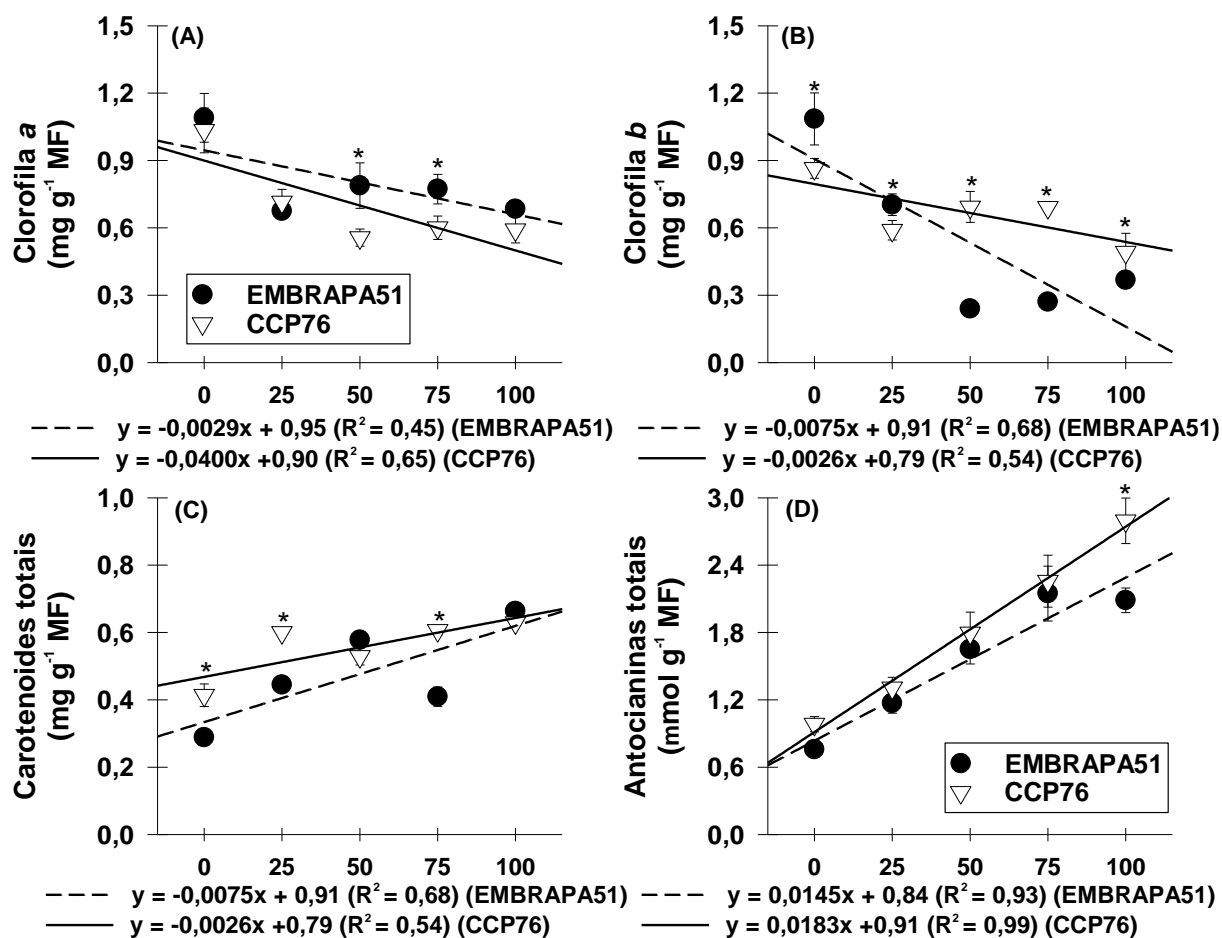 (A)
Clorofila a
(mg g-1 MF)
1,5
1,2
0,9
0,6
0,3
0,0
* *
EMBRAPA51
CCP76
0 25 50 75 100
y = -0,0029x + 0,95 (R2 = 0,45) (EMBRAPA51)
y = -0,0400x +0,90 (R2 = 0,65) (CCP76)
(B)
Clorofila b
(mg g-1 MF)
1,5
1,2
0,9
0,6
0,3
0,0
* * * * *
0 25 50 75 100
y = -0,0075x + 0,91 (R2 = 0,68) (EMBRAPA51)
y = -0,0026x +0,79 (R2 = 0,54) (CCP76)
(C)
Carotenoides totais
(mg g-1 MF)
1,0
0,8
0,6
0,4
0,2
0,0
* * *
0 25 50 75 100
y = -0,0075x + 0,91 (R2 = 0,68) (EMBRAPA51)
y = -0,0026x +0,79 (R2 = 0,54) (CCP76)
(D)
Antocianinas totais
(mmol g-1 MF)
3,0
2,4
1,8
1,2
0,6
0,0
*
EMBRAPA51
CCP76
0 25 50 75 100
y = 0,0145x + 0,84 (R2 = 0,93) (EMBRAPA51)
y = 0,0183x + 0,91 (R2 = 0,99) (CCP76)